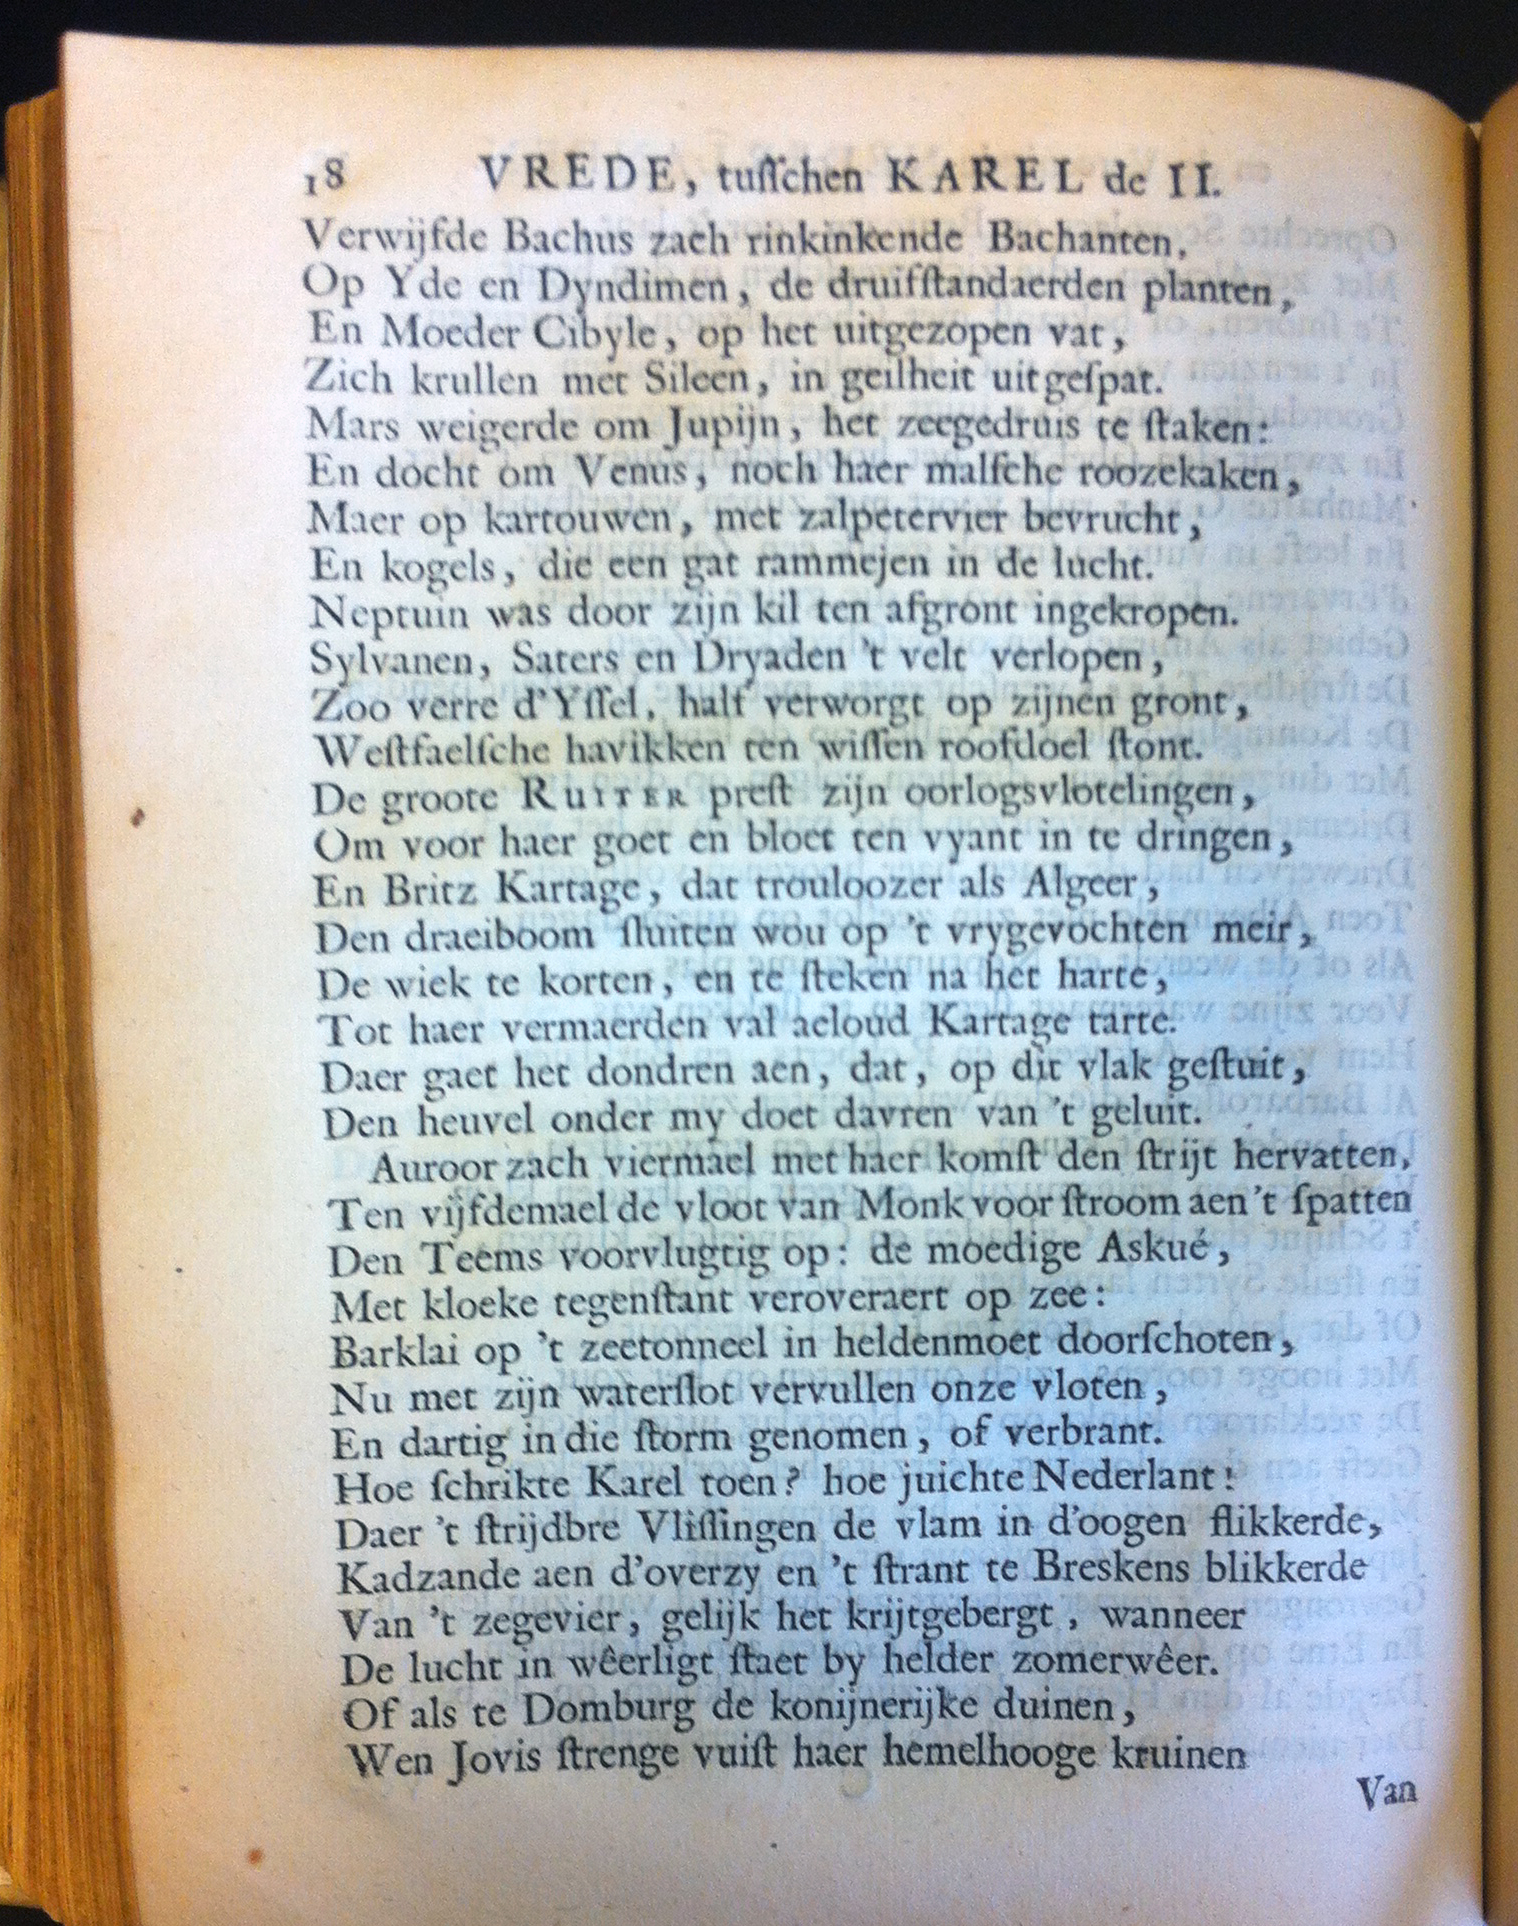 18 VREDE, tuſſchen KAREL de II.
Verwijfde Bachus zach rinkinkende Bachanten,
Op Yde en Dyndimen, de druifſtandaerden planten,
En Moeder Cibyle, op het uitgezopen vat,
Zich krullen met Sileen, in geilheit uitgeſpat.
Mars weigerde om Jupijn, het zeegedruis te ſtaken:
En docht om Venus, noch haer malſche roozekaken,
Maer op kartouwen, met zalpetervier bevrucht,
En kogels, die een gat rammejen in de lucht.
Neptuin was door zijn kil ten afgront ingekropen.
Sylvanen, Saters en Dryaden 't velt verlopen,
Zoo verre d'Yſſel, half verworgt op zijnen gront,
Weſtfaelſche havikken ten wiſſen roofdoel ſtont.
De groote RUITER preſt zijn oorlogsvlotelingen,
Om voor haer goet en bloet ten vyant in te dringen,
En Britz Kartage, dat trouloozer als Algeer,
Den draeiboom ſluiten wou op 't vrygevochten meir,
De wiek te korten, en te ſteken na het harte,
Tot haer vermaerden val aeloud Kartage tarte.
Daer gaet het dondren aen, dat, op dit vlak geſtuit,
Den heuvel onder my doet davren van 't geluit.
Auroor zach viermael met haer komſt den ſtrijt hervatten,
Ten vijfdemael de vloot van Monk voor ſtroom aen 't ſpatten
Den Teems voorvlugtig op: de moedige Askué,
Met kloeke tegenſtant veroveraert op zee:
Barklai op 't zeetonneel in heldenmoet doorſchoten,
Nu met zijn waterſlot vervullen onze vloten,
En dartig in die ſtorm genomen, of verbrant.
Hoe ſchrikte Karel toen? hoe juichte Nederlant!
Daer 't ſtrijdbre Vliſſingen de vlam in d'oogen flikkerde,
Kadzande aen d'overzy en 't ſtrant te Breskens blikkerde
Van 't zegevier, gelijk het krijtgebergt, wanneer
De lucht in wêerligt ſtaet by helder zomerwêer.
Of als te Domburg de konijnerijke duinen,
Wen Jovis ſtrenge vuiſt haer hemelhooge kruinen
Van